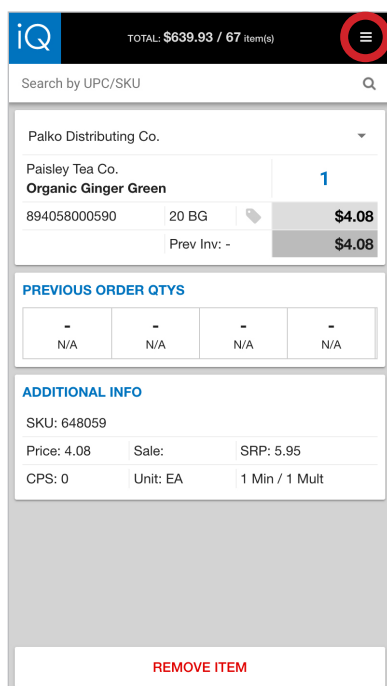 iQ
TOTAL: $639.93 / 67 item(s)
Search by UPC/SKU
Palko Distributing Co.
Paisley Tea Co.
Organic Ginger Green
1
894058000590 20 BG $4.08
Prev Inv: - $4.08
PREVIOUS ORDER QTYS
- - - -
N/A N/A N/A N/A
ADDITIONAL INFO
SKU: 648059
Price: 4.08 Sale: SRP: 5.95
CPS: 0 Unit: EA 1 Min / 1 Mult
REMOVE ITEM